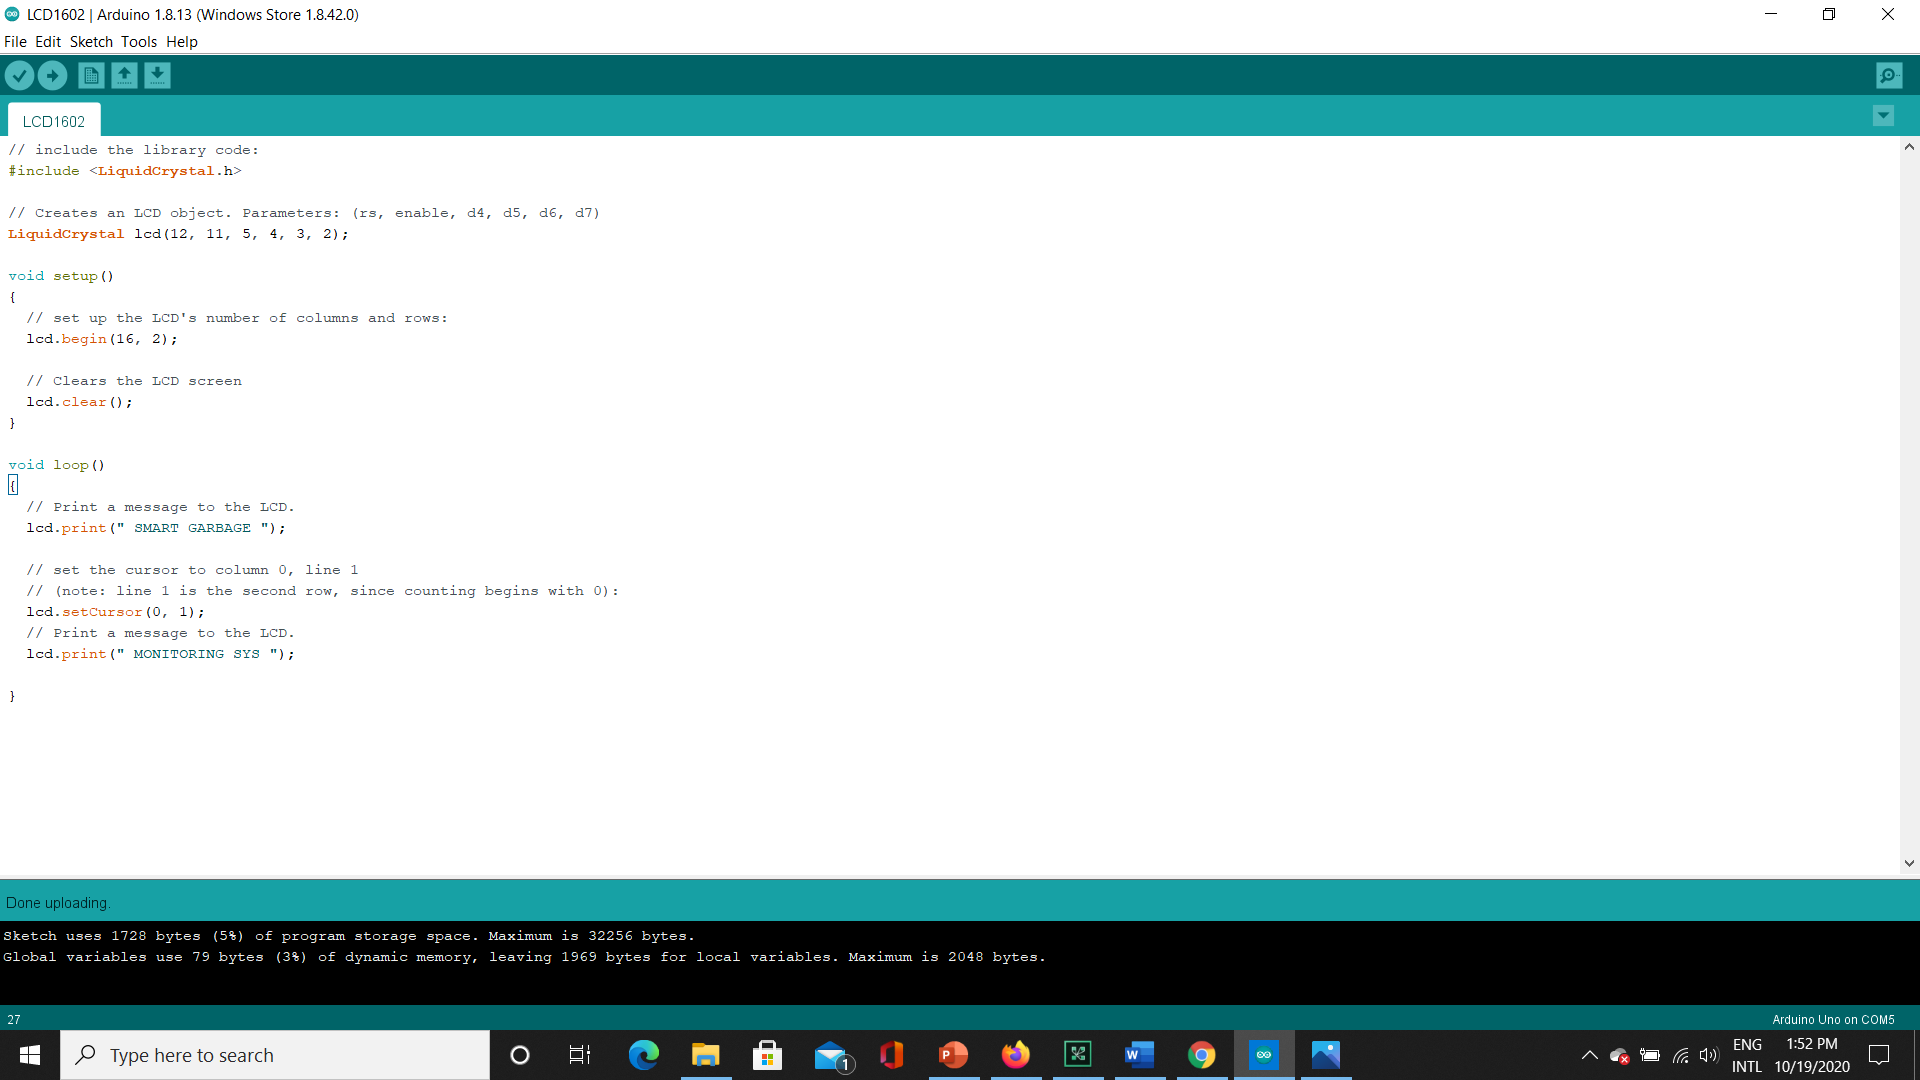 LCD1602 | Arduino 1.8.13 (Windows Store 1.8.42.0)
File Edit Sketch Tools Help
LCD1602
// include the library code:
#include <LiquidCrystal.h>
// Creates an LCD object. Parameters: (rs, enable, d4, d5, d6, d7)
LiquidCrystal lcd(12, 11, 5, 4, 3, 2);
void setup()
{
// set up the LCD's number of columns and rows:
lcd.begin(16, 2);
// Clears the LCD screen
lcd.clear();
}
void loop()
{
// Print a message to the LCD.
lcd.print(" SMART GARBAGE ");
// set the cursor to column 0, line 1
// (note: line 1 is the second row, since counting begins with 0):
lcd.setCursor(0, 1);
// Print a message to the LCD.
lcd.print(" MONITORING SYS ");
}
Done uploading.
Sketch uses 1728 bytes (5%) of program storage space. Maximum is 32256 bytes.
Global variables use 79 bytes (3%) of dynamic memory, leaving 1969 bytes for local variables. Maximum is 2048 bytes.
27
Arduino Uno on COM5
Type here to search
1
P
W
ENG
INTL
1:52 PM
10/19/2020